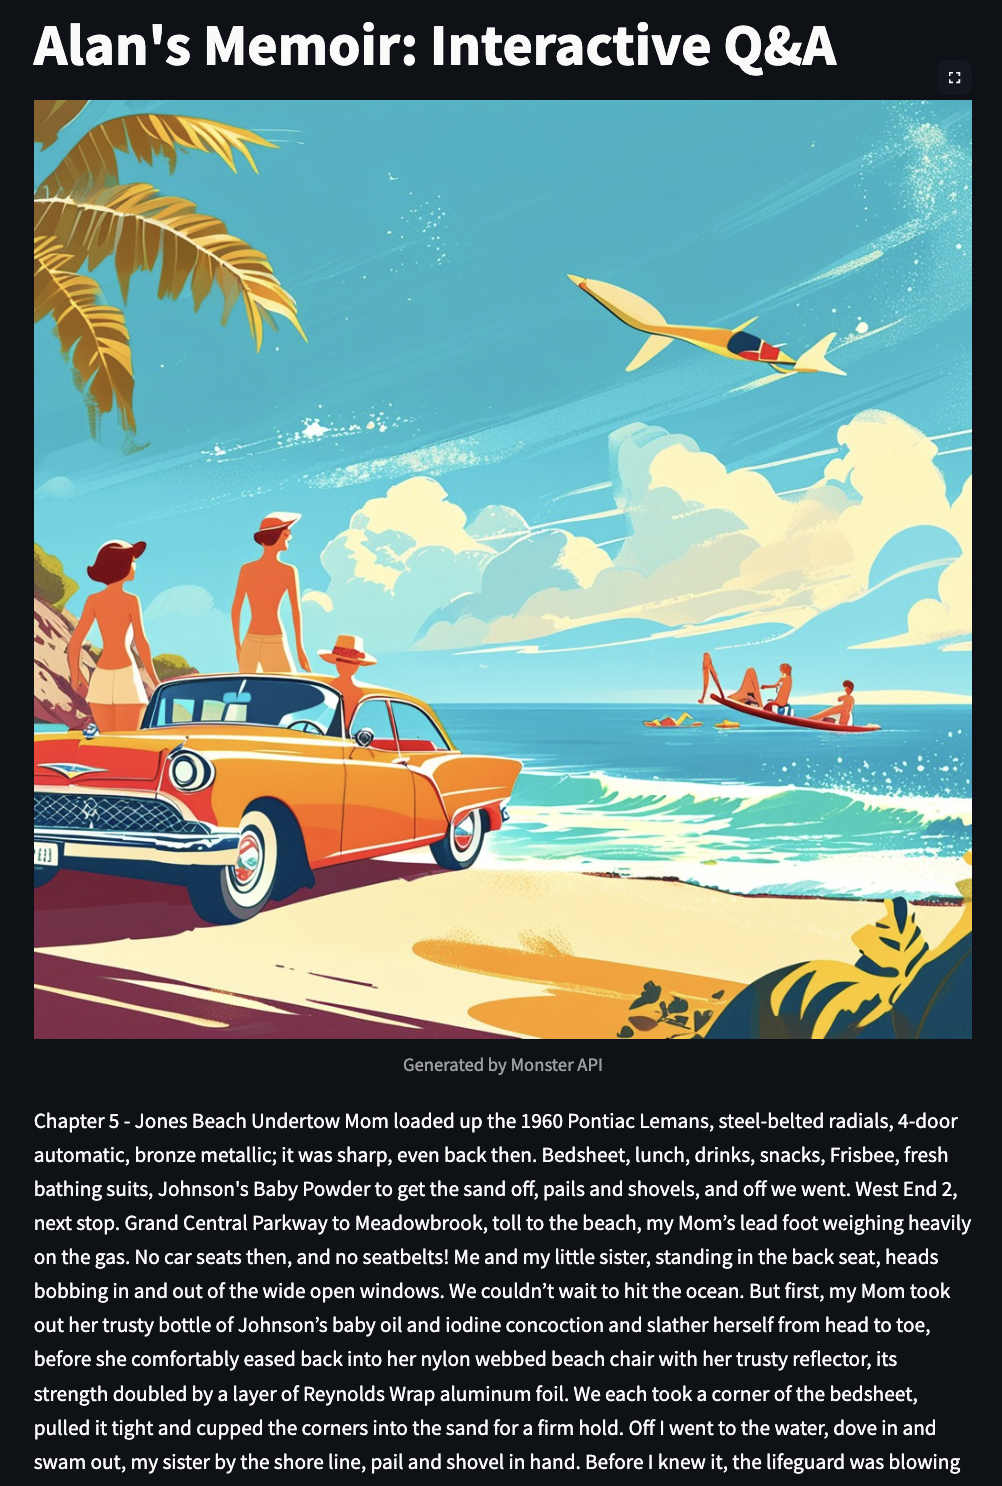 Alan's Memoir: Interactive Q&A
Generated by Monster API
Chapter 5 - Jones Beach Undertow Mom loaded up the 1960 Pontiac Lemans, steel-belted radials, 4-door
automatic, bronze metallic; it was sharp, even back then. Bedsheet, lunch, drinks, snacks, Frisbee, fresh
bathing suits, Johnson's Baby Powder to get the sand off, pails and shovels, and off we went. West End 2,
next stop. Grand Central Parkway to Meadowbrook, toll to the beach, my Mom’s lead foot weighing heavily
on the gas. No car seats then, and no seatbelts! Me and my little sister, standing in the back seat, heads
bobbing in and out of the wide open windows. We couldn’t wait to hit the ocean. But first, my Mom took
out her trusty bottle of Johnson’s baby oil and iodine concoction and slather herself from head to toe,
before she comfortably eased back into her nylon webbed beach chair with her trusty reflector, its
strength doubled by a layer of Reynolds Wrap aluminum foil. We each took a corner of the bedsheet,
pulled it tight and cupped the corners into the sand for a firm hold. Off I went to the water, dove in and
swam out, my sister by the shore line, pail and shovel in hand. Before I knew it, the lifeguard was blowing